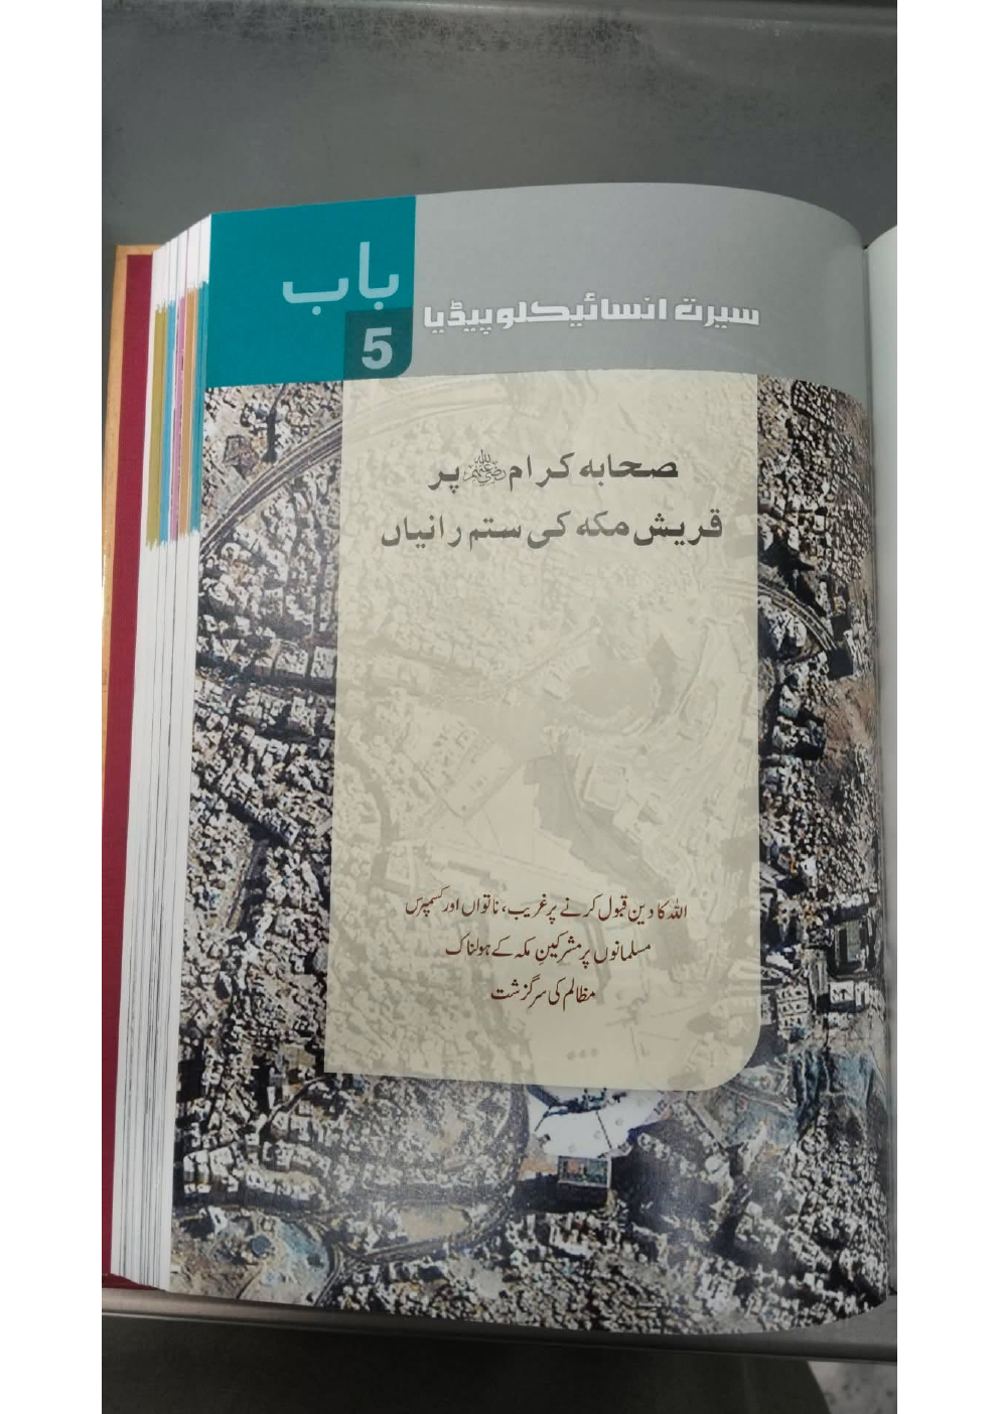 باب
5
سیرت انسائیکلوپیڈیا
صحابہ کرام رضی اللہ عنہم پر
قریش مکہ کی ستم رانیاں
اللہ کا دین قبول کرنے پر غریب، ناتواں اور کسمپرس
مسلمانوں پر مشرکینِ مکہ کے ہولناک
مظالم کی سرگزشت